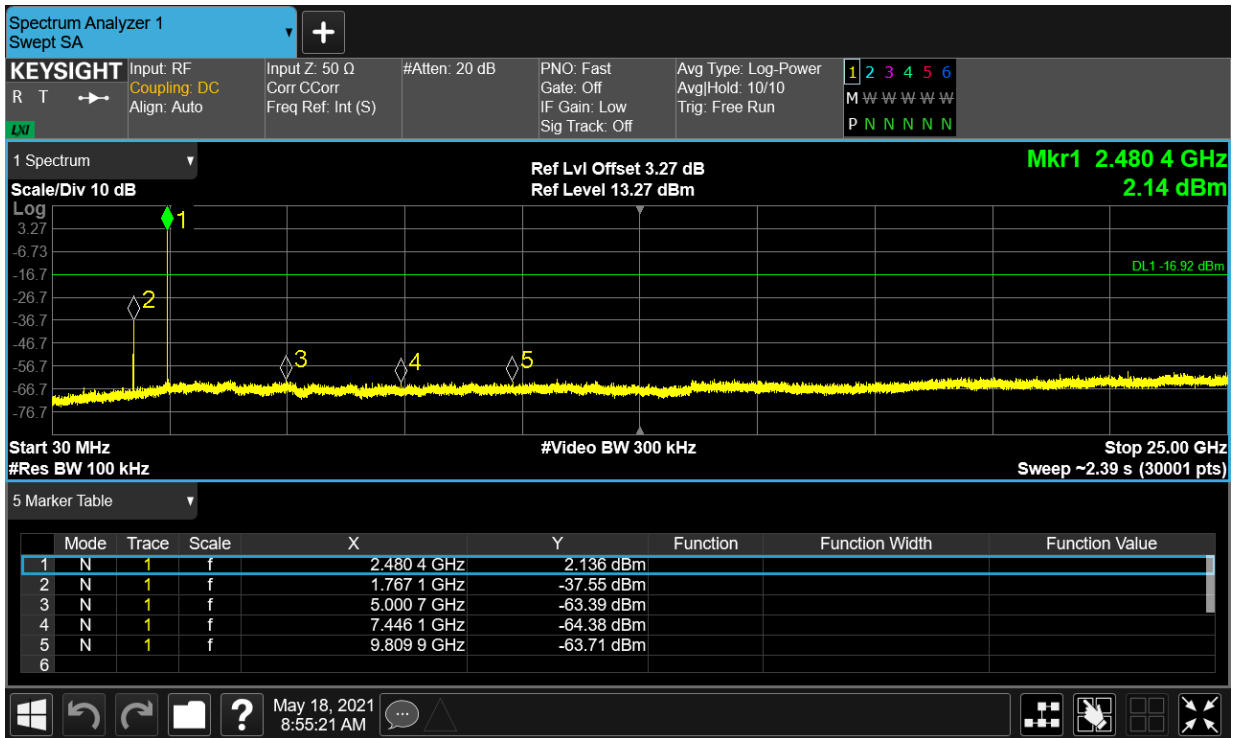 Spectrum Analyzer 1
Swept SA
KEYSIGHT
R T
LXI
Input: RF
Coupling: DC
Align: Auto
Input Z: 50 Ω
Corr CCorr
Freq Ref: Int (S)
#Atten: 20 dB
PNO: Fast
Gate: Off
IF Gain: Low
Sig Track: Off
Avg Type: Log-Power
Avg|Hold: 10/10
Trig: Free Run
1 2 3 4 5 6
M W W W W W
P N N N N N
1 Spectrum
Scale/Div 10 dB
Ref Lvl Offset 3.27 dB
Ref Level 13.27 dBm
Mkr1 2.480 4 GHz
2.14 dBm
Log
3.27
-6.73
-16.7
-26.7
-36.7
-46.7
-56.7
-66.7
-76.7
1
2
3
4
5
DL1 -16.92 dBm
Start 30 MHz
#Res BW 100 kHz
#Video BW 300 kHz
Stop 25.00 GHz
Sweep ~2.39 s (30001 pts)
5 Marker Table
Mode Trace Scale X Y Function Function Width Function Value
1 N 1 f 2.480 4 GHz 2.136 dBm
2 N 1 f 1.767 1 GHz -37.55 dBm
3 N 1 f 5.000 7 GHz -63.39 dBm
4 N 1 f 7.446 1 GHz -64.38 dBm
5 N 1 f 9.809 9 GHz -63.71 dBm
6
?
May 18, 2021
8:55:21 AM